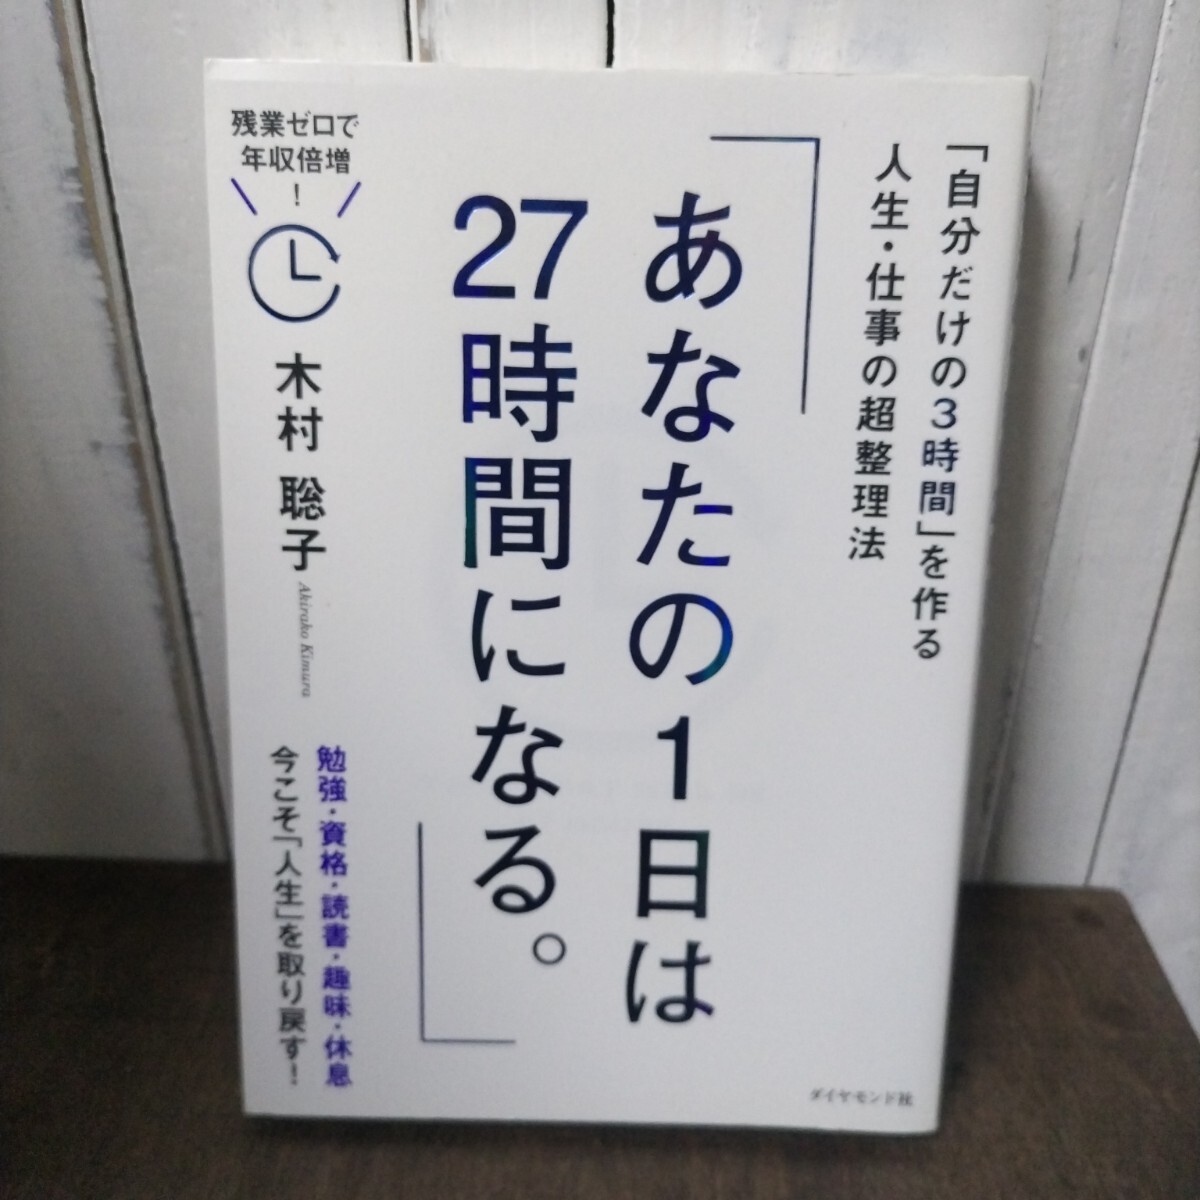 「自分だけの3時間」を作る
人生・仕事の超整理法
「あなたの1日は
27時間になる。」
残業ゼロで
年収倍増
!
木村 聡子
Akirako Kimura
勉強・資格・読書・趣味・休息
今こそ「人生」を取り戻す!
ダイヤモンド社